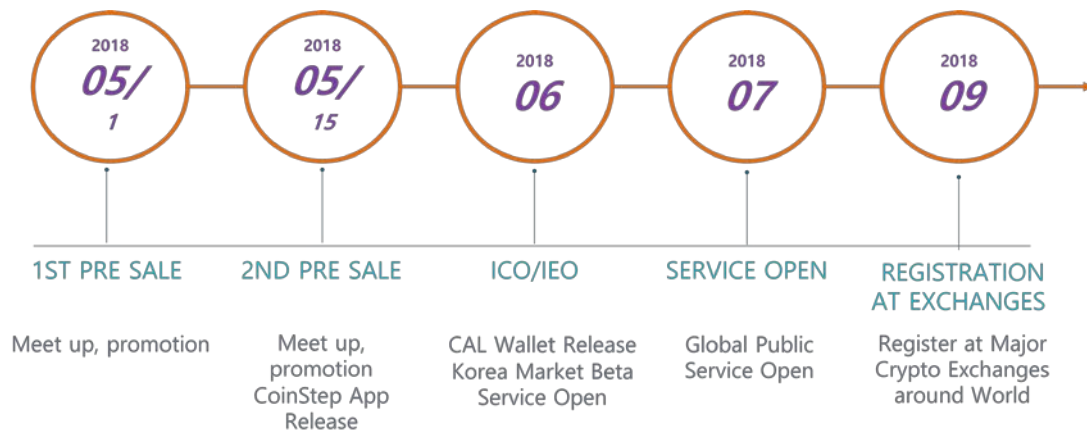 2018
05/
1
2018
05/
15
2018
06
2018
07
2018
09
1ST PRE SALE
2ND PRE SALE
ICO/IEO
SERVICE OPEN
REGISTRATION
AT EXCHANGES
Meet up, promotion
Meet up,
promotion
CoinStep App
Release
CAL Wallet Release
Korea Market Beta
Service Open
Global Public
Service Open
Register at Major
Crypto Exchanges
around World